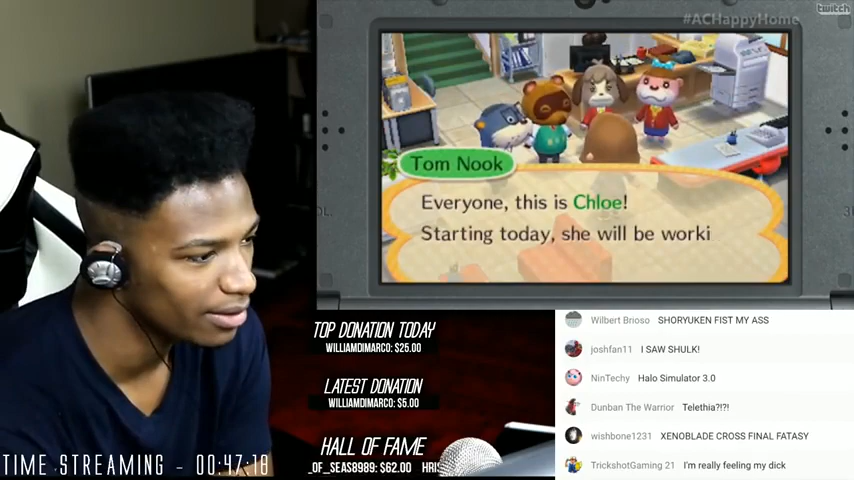 #ACHappyHome
twitch
Tom Nook
Everyone, this is Chloe!
Starting today, she will be worki
TOP DONATION TODAY
WILLIAMDIMARCO: $25.00
LATEST DONATION
WILLIAMDIMARCO: $5.00
HALL OF FAME
_OF_SEAS8989: $62.00 HRIS
TIME STREAMING - 00:47:18
Wilbert Brioso SHORYUKEN FIST MY ASS
joshfan11 I SAW SHULK!
NinTechy Halo Simulator 3.0
Dunban The Warrior Telethia?!?!
wishbone1231 XENOBLADE CROSS FINAL FATASY
TrickshotGaming 21 I'm really feeling my dick